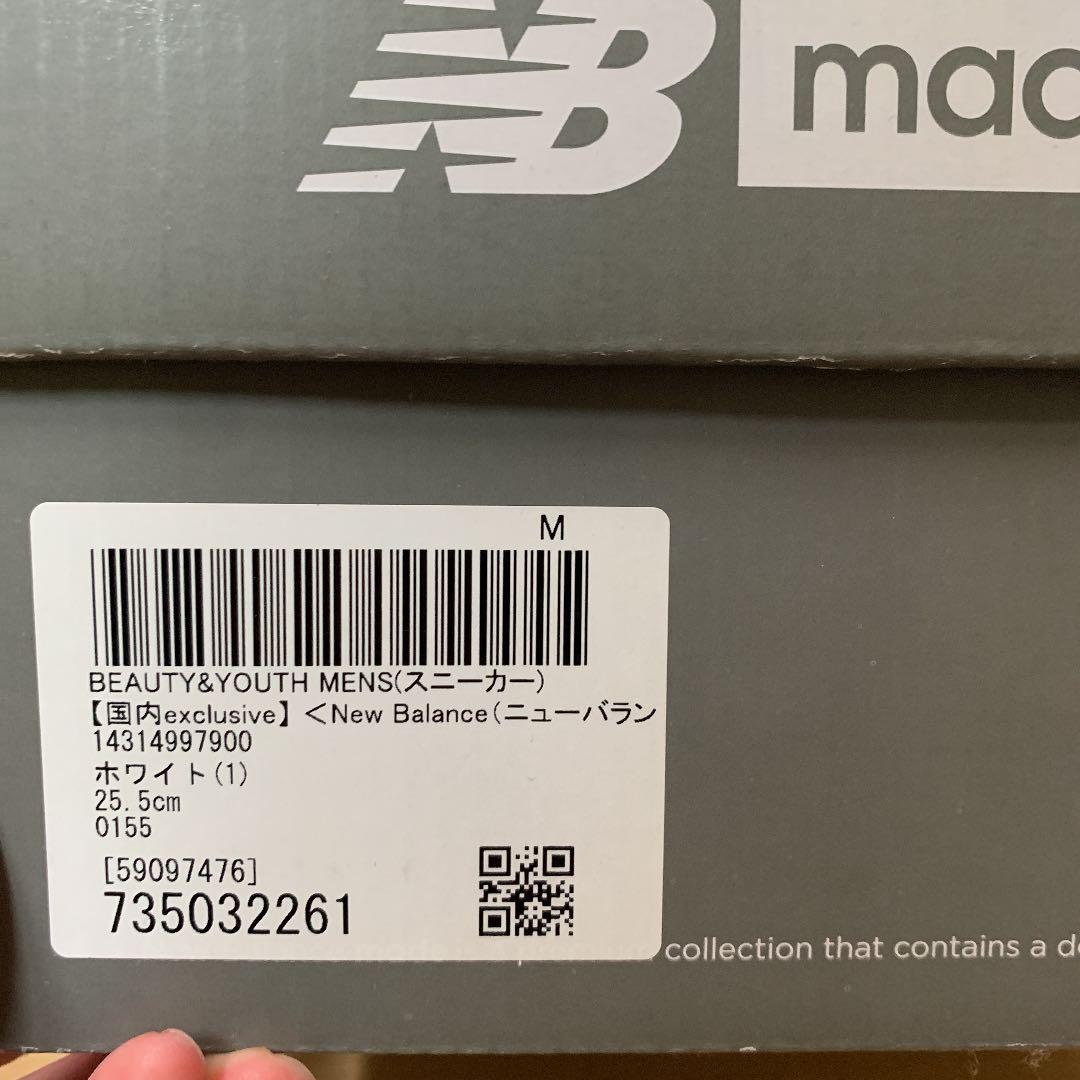 NB
M
BEAUTY&YOUTH MENS(スニーカー)
【国内exclusive】<New Balance(ニューバラン
14314997900
ホワイト(1)
25.5cm
0155
[59097476]
735032261
collection that contains a